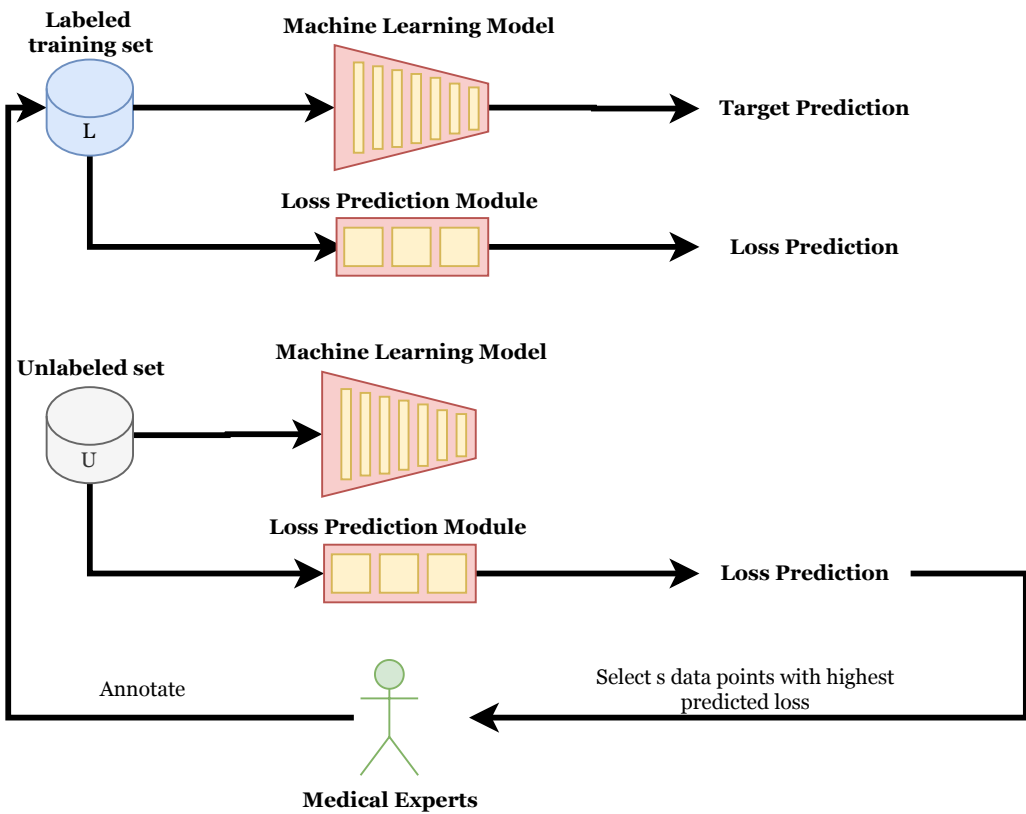 Labeled
training set
Machine Learning Model
L
Target Prediction
Loss Prediction Module
Loss Prediction
Unlabeled set
Machine Learning Model
U
Loss Prediction Module
Loss Prediction
Annotate
Select s data points with highest
predicted loss
Medical Experts